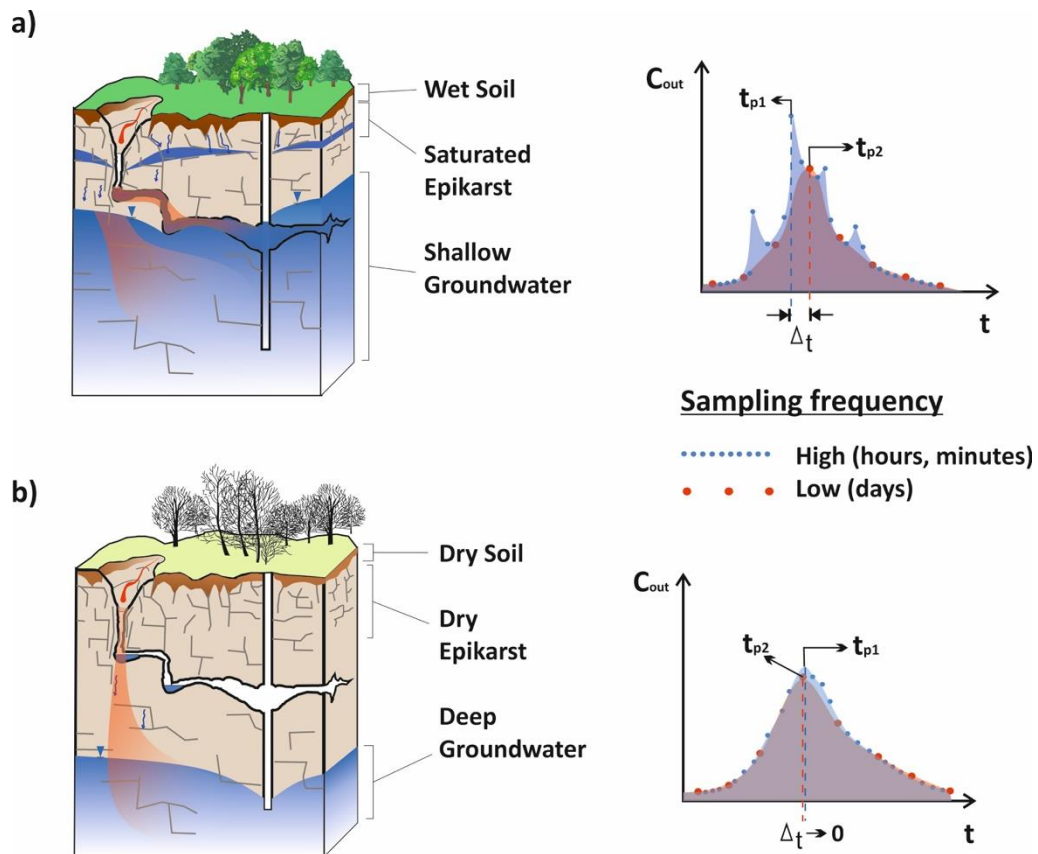 a)
Wet Soil
Saturated
Epikarst
Shallow
Groundwater
Cout
tp1
tp2
Δt
t
Sampling frequency
High (hours, minutes)
Low (days)
b)
Dry Soil
Dry
Epikarst
Deep
Groundwater
Cout
tp2
tp1
Δt→0
t